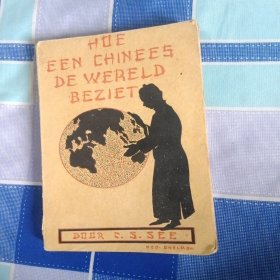 HOE
EEN CHINEES
DE WERELD
BEZIET
DOOR C. S. SEE